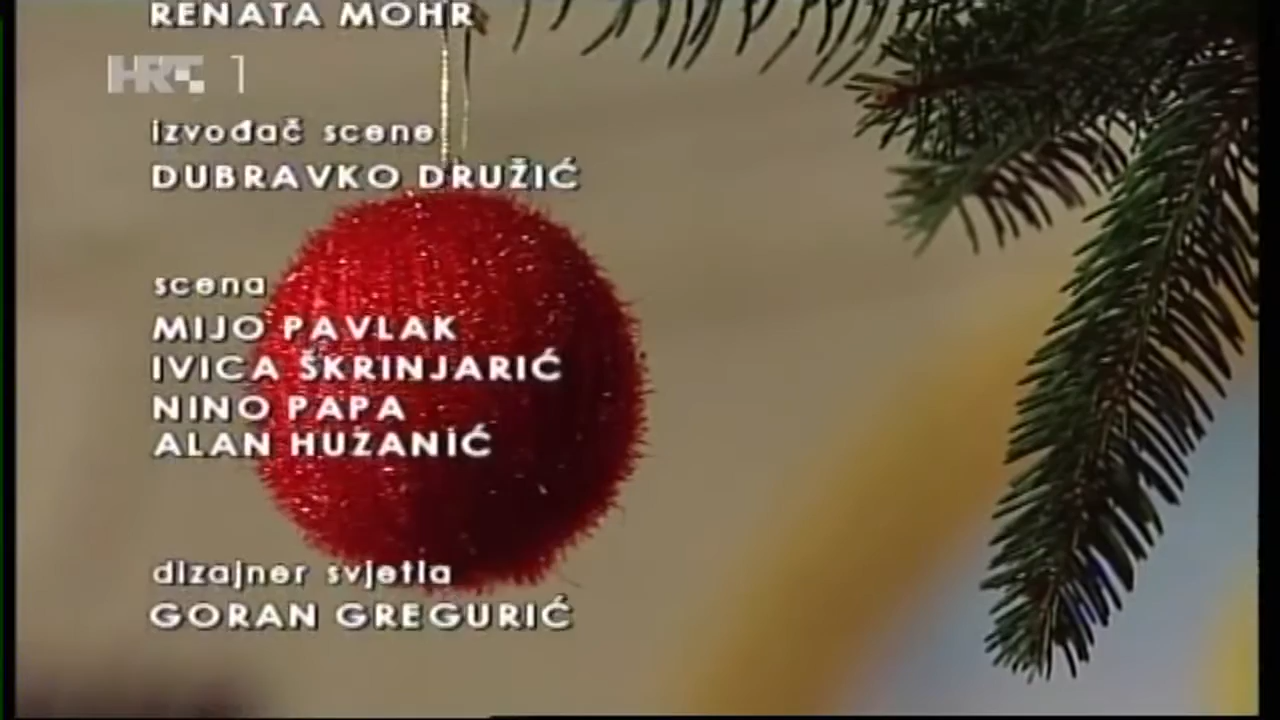 RENATA MOHR
HRT 1
izvođač scene
DUBRAVKO DRUŽIĆ
scena
MIJO PAVLAK
IVICA ŠKRINJARIĆ
NINO PAPA
ALAN HUZANIĆ
dizajner svjetla
GORAN GREGURIĆ